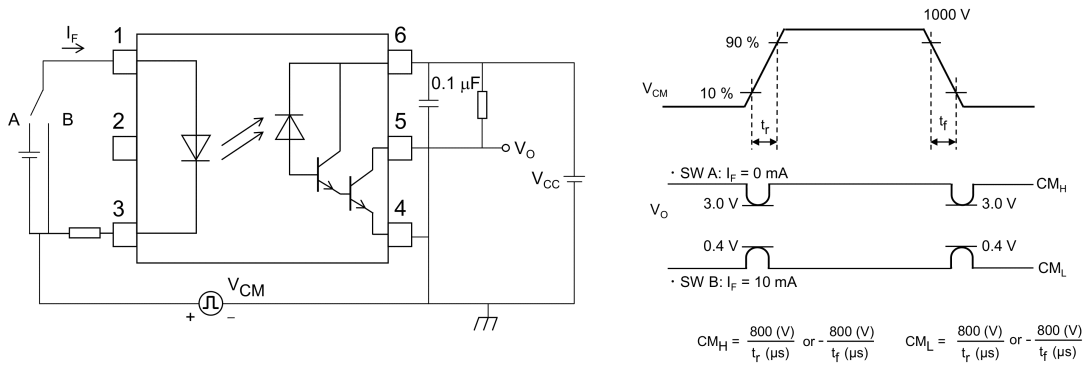 I_F
1
2
3
A
B
6
5
4
0.1 µF
V_O
V_CC
V_CM
+ −
1000 V
90 %
10 %
V_CM
t_r
t_f
· SW A: I_F = 0 mA
CM_H
3.0 V
3.0 V
V_O
0.4 V
0.4 V
CM_L
· SW B: I_F = 10 mA
CM_H = 800 (V) / t_r (µs) or - 800 (V) / t_f (µs)
CM_L = 800 (V) / t_r (µs) or - 800 (V) / t_f (µs)